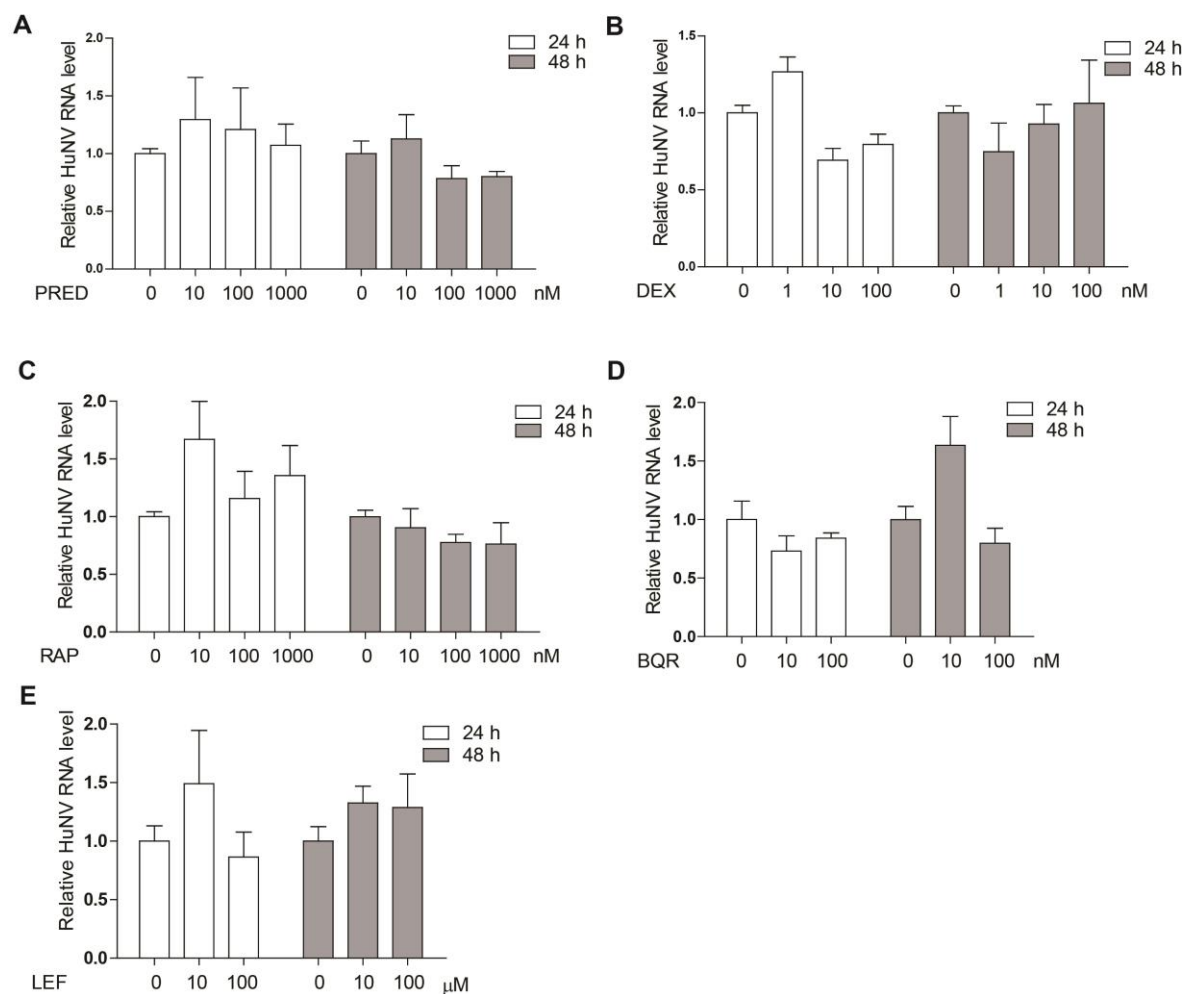 A
Relative HuNV RNA level
2.0
1.5
1.0
0.5
0.0
24 h
48 h
PRED 0 10 100 1000 0 10 100 1000 nM
B
Relative HuNV RNA level
1.5
1.0
0.5
0.0
24 h
48 h
DEX 0 1 10 100 0 1 10 100 nM
C
Relative HuNV RNA level
2.0
1.5
1.0
0.5
0.0
24 h
48 h
RAP 0 10 100 1000 0 10 100 1000 nM
D
Relative HuNV RNA level
2.0
1.5
1.0
0.5
0.0
24 h
48 h
BQR 0 10 100 0 10 100 nM
E
Relative HuNV RNA level
2.0
1.5
1.0
0.5
0.0
24 h
48 h
LEF 0 10 100 0 10 100 μM